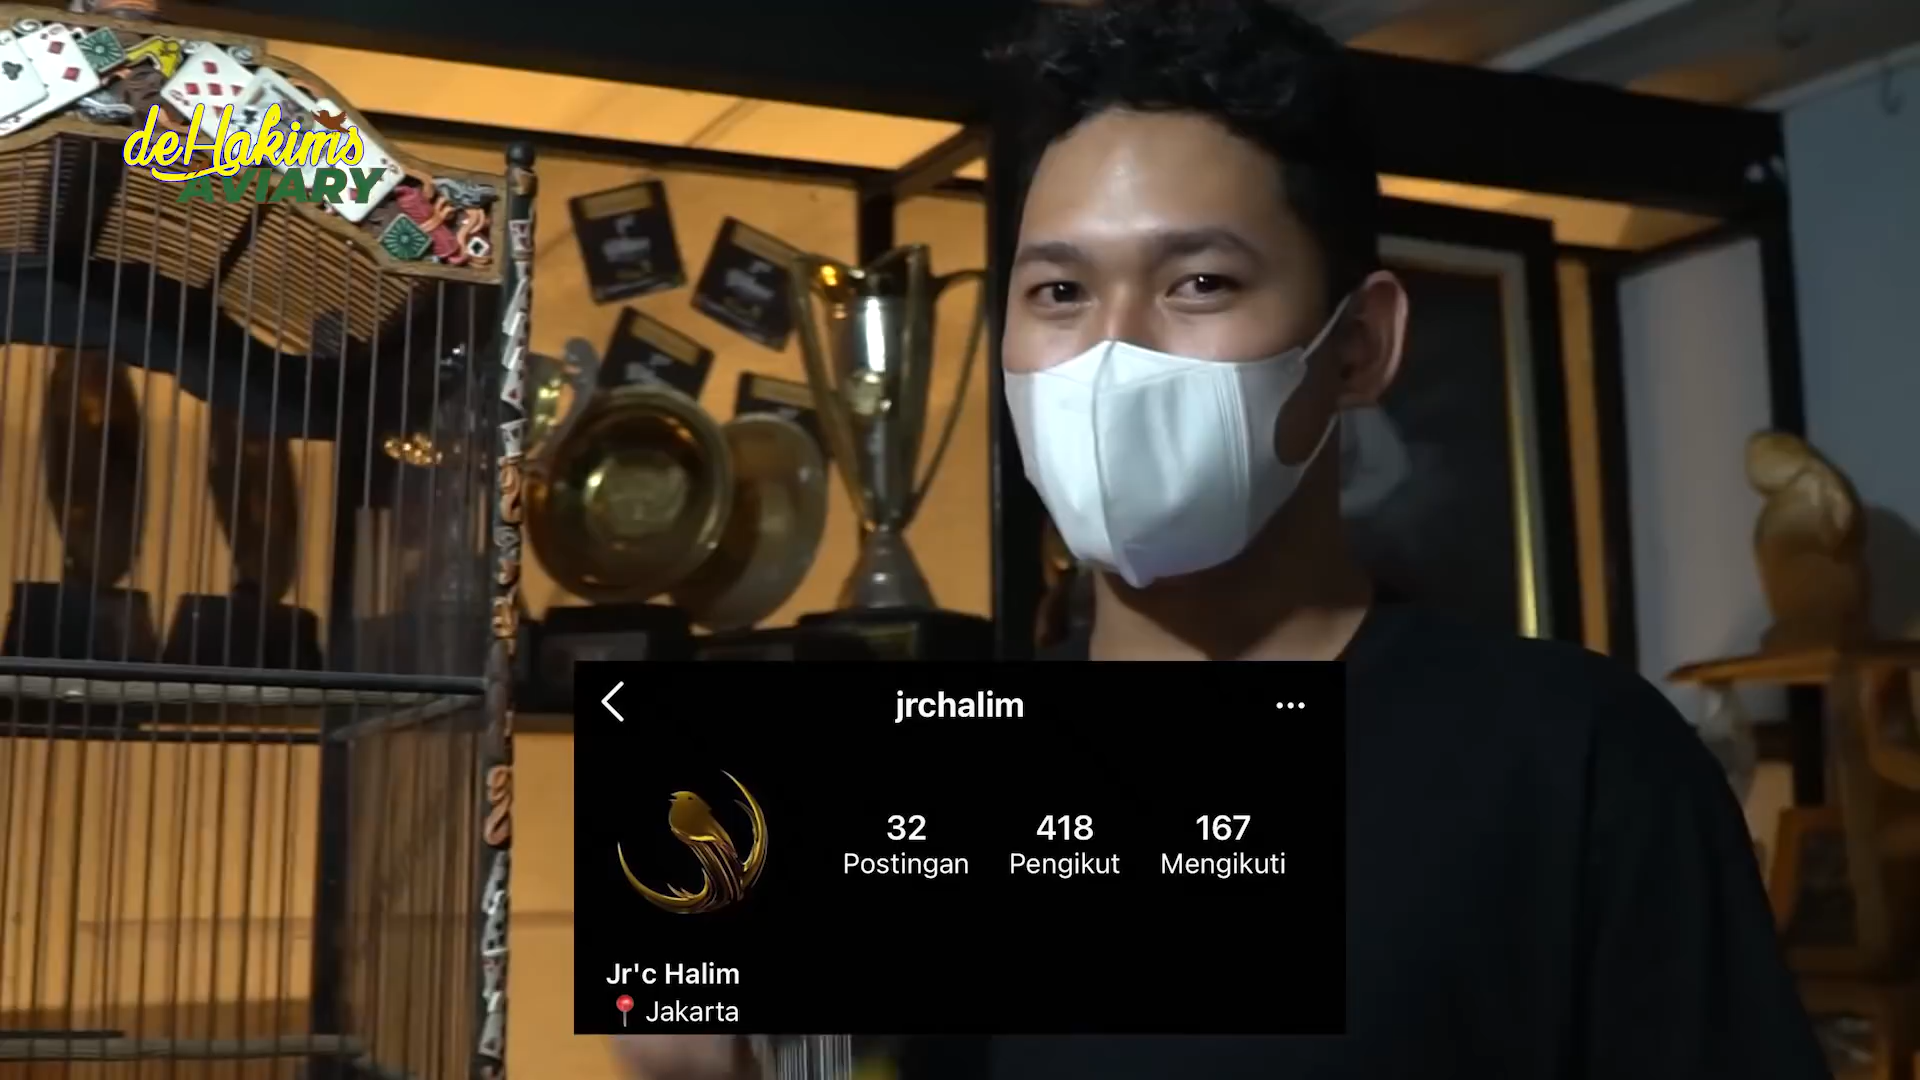 deHakims
AVIARY
jrchalim
32
418
167
Postingan
Pengikut
Mengikuti
Jr'c Halim
Jakarta